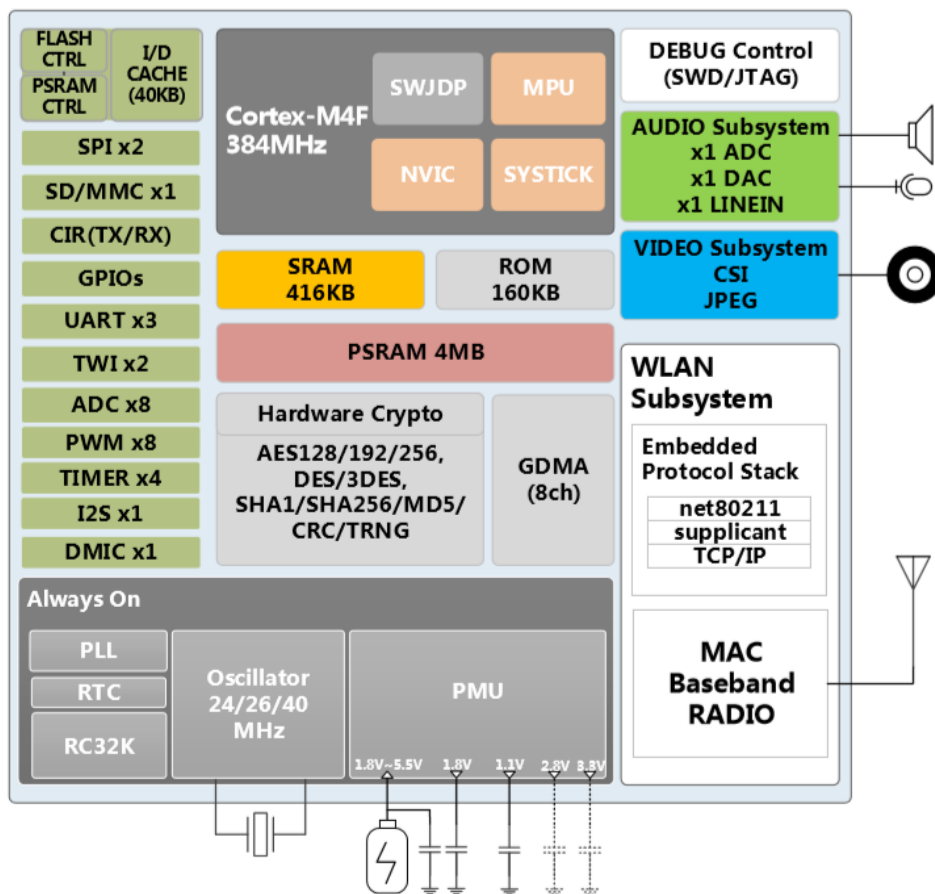 FLASH
CTRL
PSRAM
CTRL
I/D
CACHE
(40KB)
SPI x2
SD/MMC x1
CIR(TX/RX)
GPIOs
UART x3
TWI x2
ADC x8
PWM x8
TIMER x4
I2S x1
DMIC x1
Cortex-M4F
384MHz
SWJDP
MPU
NVIC
SYSTICK
SRAM
416KB
ROM
160KB
PSRAM 4MB
Hardware Crypto
AES128/192/256,
DES/3DES,
SHA1/SHA256/MD5/
CRC/TRNG
GDMA
(8ch)
DEBUG Control
(SWD/JTAG)
AUDIO Subsystem
x1 ADC
x1 DAC
x1 LINEIN
VIDEO Subsystem
CSI
JPEG
WLAN
Subsystem
Embedded
Protocol Stack
net80211
supplicant
TCP/IP
MAC
Baseband
RADIO
Always On
PLL
RTC
RC32K
Oscillator
24/26/40
MHz
PMU
1.8V~5.5V
1.8V
1.1V
2.8V
3.3V